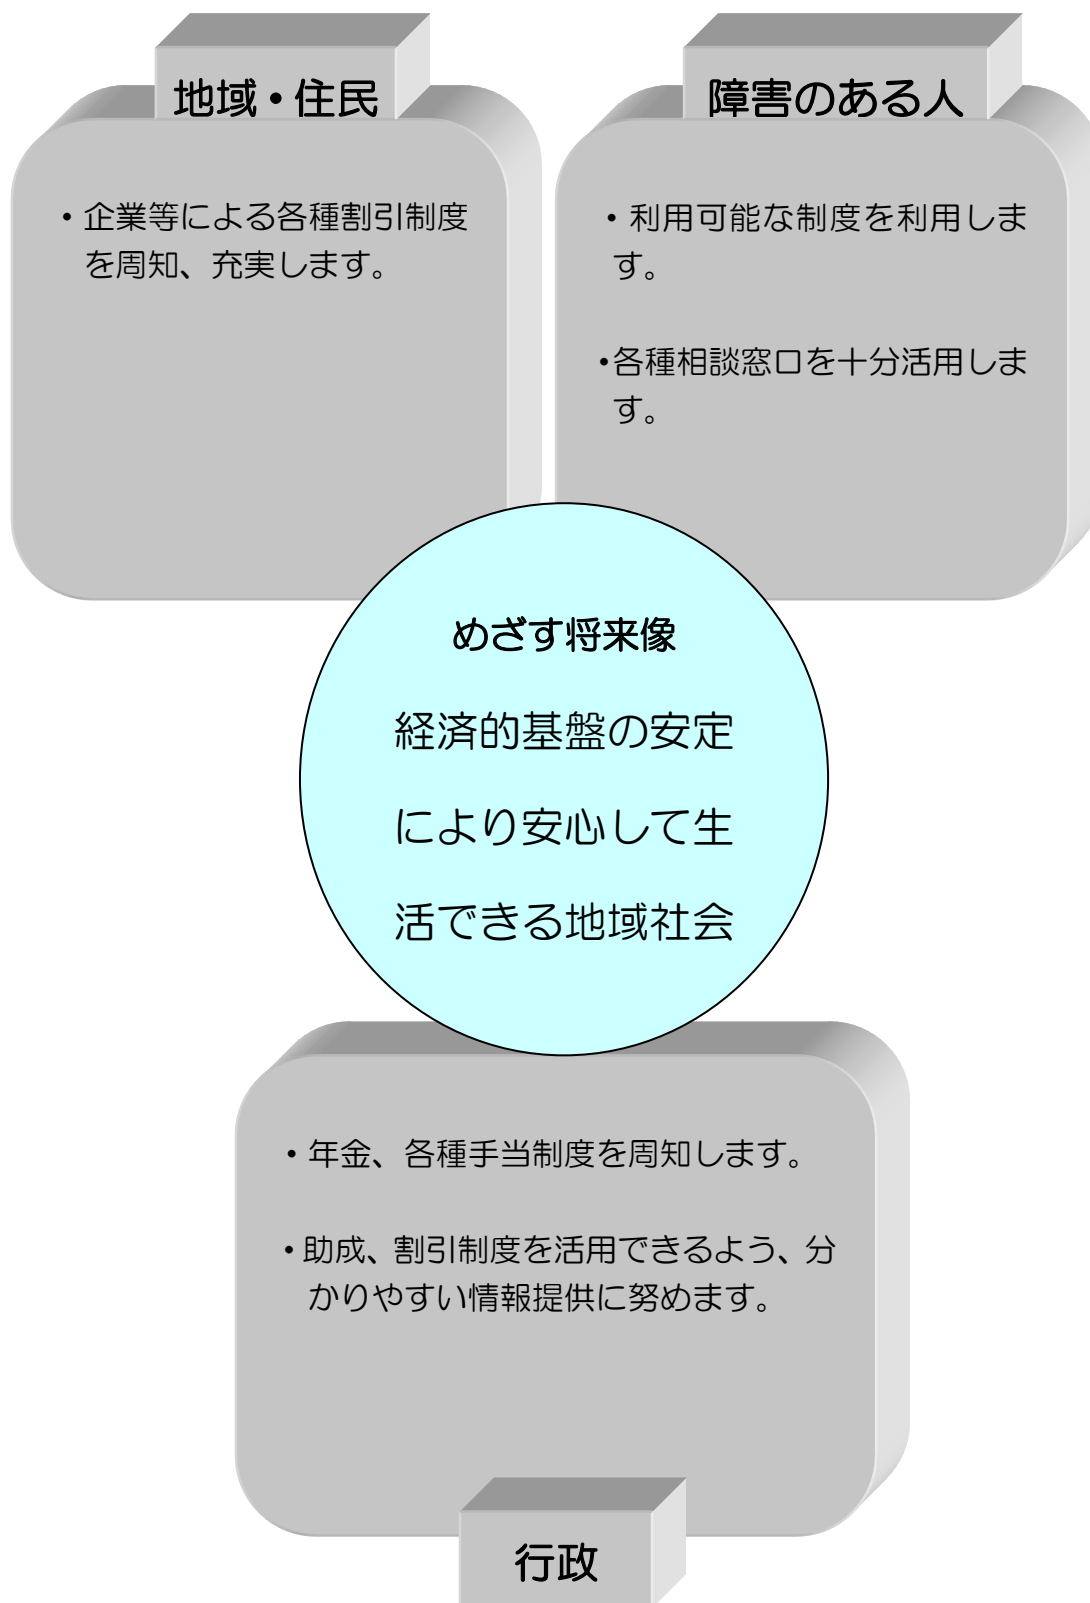 地域・住民
・企業等による各種割引制度
を周知、充実します。
障害のある人
・利用可能な制度を利用しま
す。
・各種相談窓口を十分活用しま
す。
めざす将来像
経済的基盤の安定
により安心して生
活できる地域社会
・年金、各種手当制度を周知します。
・助成、割引制度を活用できるよう、分
かりやすい情報提供に努めます。
行政